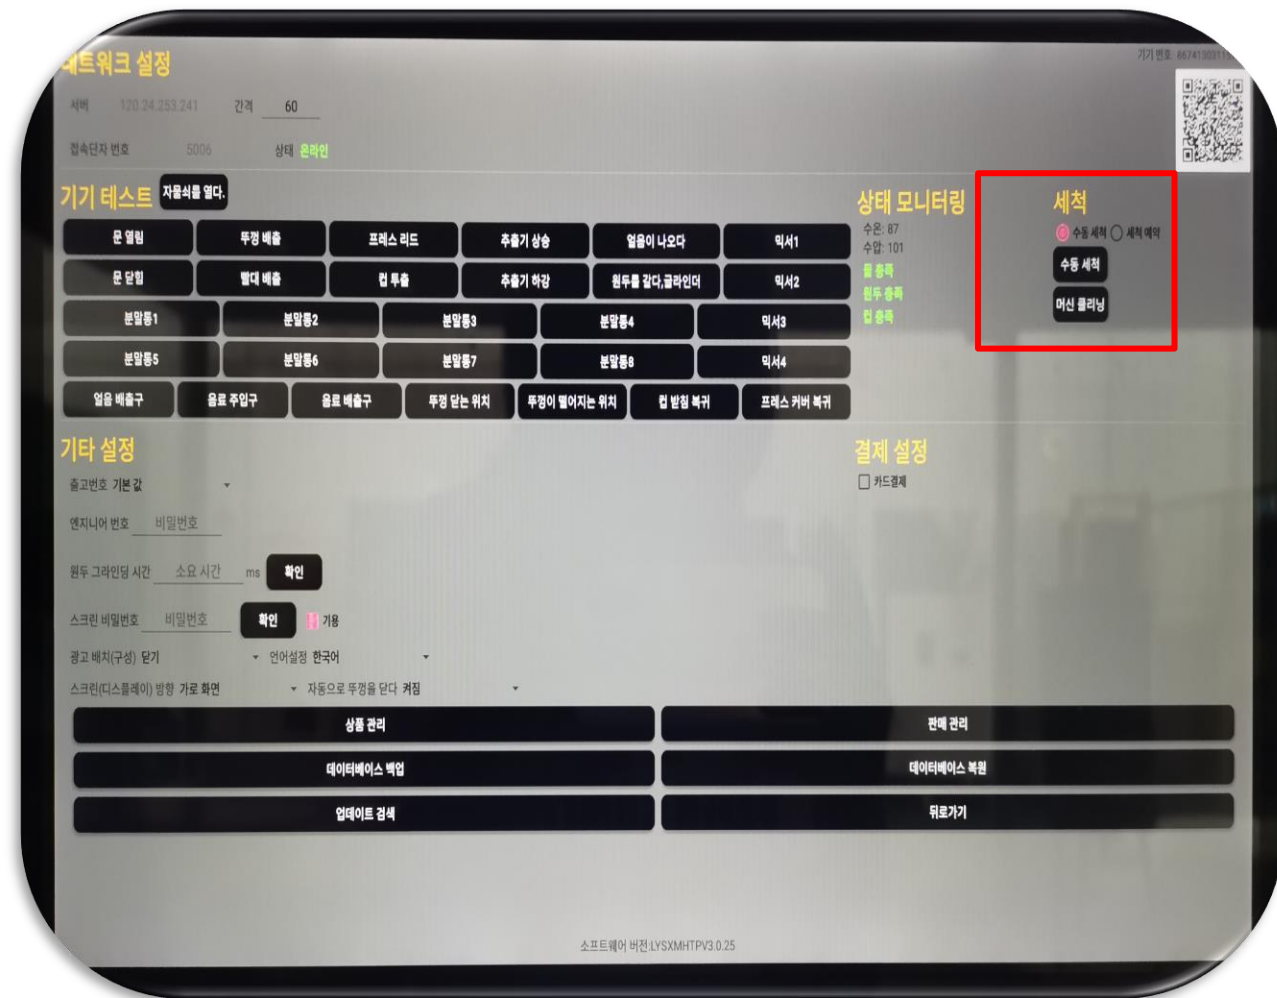 네트워크 설정
기기 번호
서버 120.24.253.241 간격 60
접속단자 번호 5006 상태 온라인
기기 테스트 자물쇠를 열다.
문 열림 뚜껑 배출 프레스 리드 추출기 상승 얼음이 나오다 믹서1
문 닫힘 빨대 배출 컵 투출 추출기 하강 원두를 갈다,글라인더 믹서2
분말통1 분말통2 분말통3 분말통4 믹서3
분말통5 분말통6 분말통7 분말통8 믹서4
얼음 배출구 음료 주입구 음료 배출구 뚜껑 닫는 위치 뚜껑이 떨어지는 위치 컵 받침 복귀 프레스 커버 복귀
상태 모니터링
수온: 87
수압: 101
물 충족
원두 충족
컵 충족
세척
수동 세척 세척 예약
수동 세척
머신 클리닝
기타 설정
출고번호 기본 값
엔지니어 번호 비밀번호
원두 그라인딩 시간 소요 시간 ms 확인
스크린 비밀번호 비밀번호 확인 기용
광고 배치(구성) 닫기 언어설정 한국어
스크린(디스플레이) 방향 가로 화면 자동으로 뚜껑을 닫다 켜짐
결제 설정
카드결제
상품 관리 판매 관리
데이터베이스 백업 데이터베이스 복원
업데이트 검색 뒤로가기
소프트웨어 버전:LYSXMHTPV3.0.25